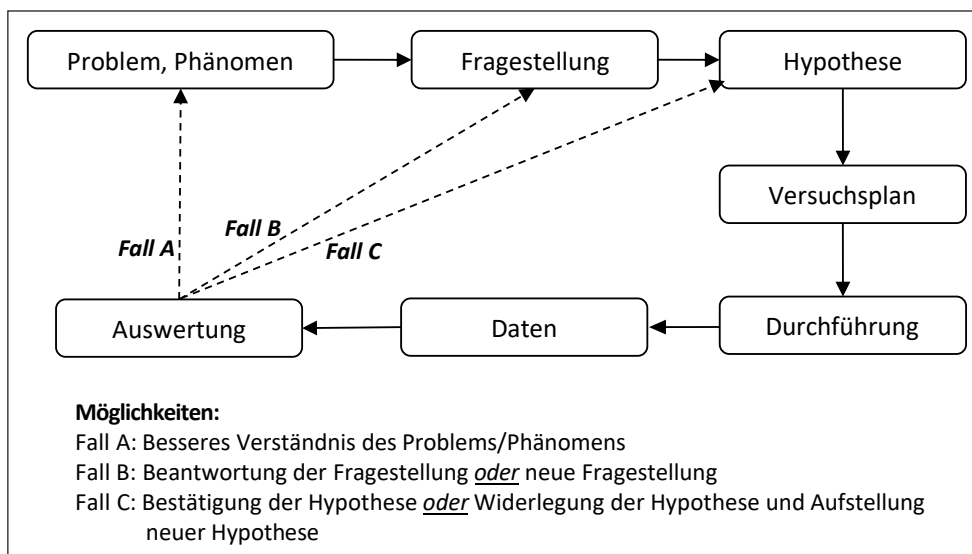 Problem, Phänomen
Fragestellung
Hypothese
Versuchsplan
Fall B
Fall A
Fall C
Auswertung
Daten
Durchführung
Möglichkeiten:
Fall A: Besseres Verständnis des Problems/Phänomens
Fall B: Beantwortung der Fragestellung oder neue Fragestellung
Fall C: Bestätigung der Hypothese oder Widerlegung der Hypothese und Aufstellung
neuer Hypothese